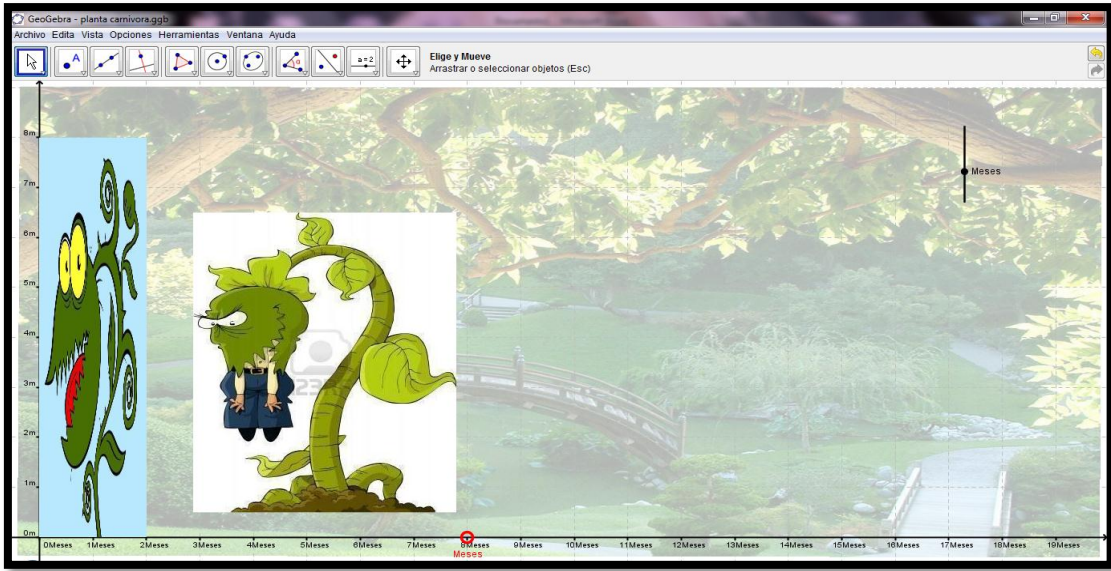 GeoGebra - planta carnivora.ggb
Archivo Edita Vista Opciones Herramientas Ventana Ayuda
A
α
a=2
Elige y Mueve
Arrastrar o seleccionar objetos (Esc)
8m
7m
6m
5m
4m
3m
2m
1m
0m
Meses
123R
0Meses 1Meses 2Meses 3Meses 4Meses 5Meses 6Meses 7Meses 8Meses 9Meses 10Meses 11Meses 12Meses 13Meses 14Meses 15Meses 16Meses 17Meses 18Meses 19Meses
Meses